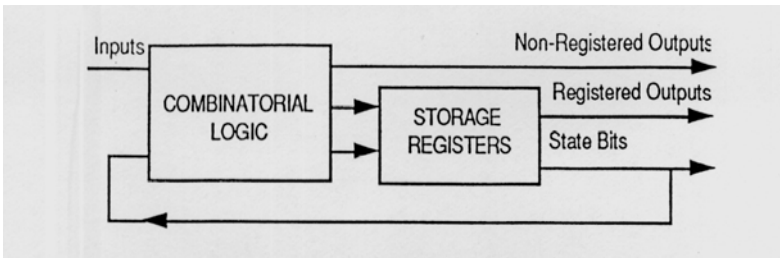 Inputs
Non-Registered Outputs
COMBINATORIAL
LOGIC
Registered Outputs
STORAGE
REGISTERS
State Bits